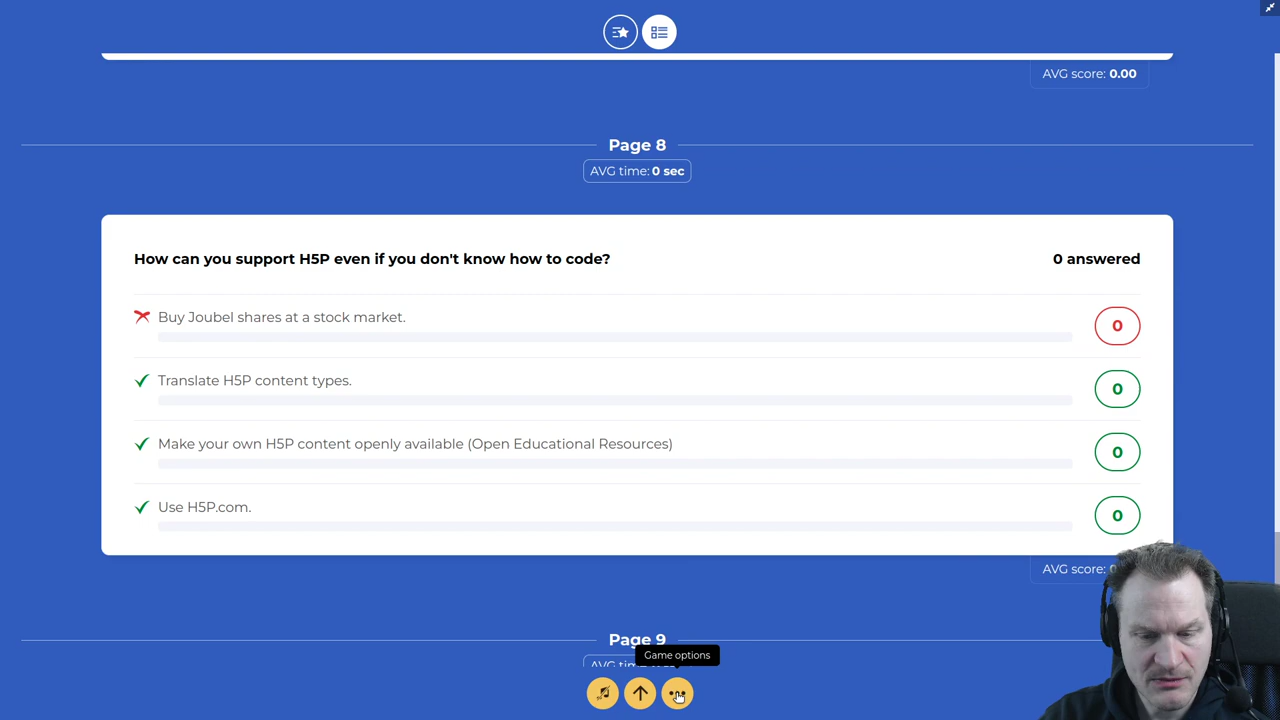 AVG score: 0.00
Page 8
AVG time: 0 sec
How can you support H5P even if you don't know how to code?
0 answered
Buy Joubel shares at a stock market.
0
Translate H5P content types.
0
Make your own H5P content openly available (Open Educational Resources)
0
Use H5P.com.
0
AVG score:
Page 9
Game options
AVG time: